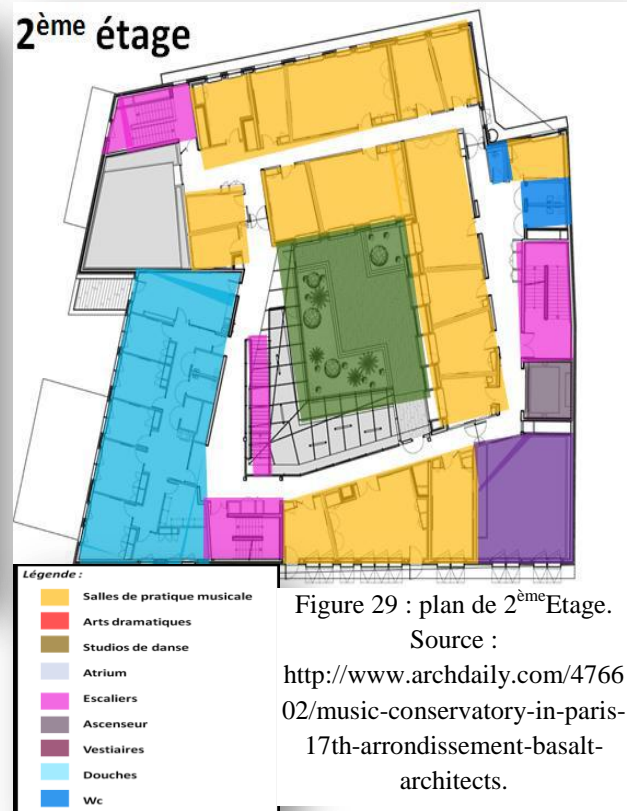 2ème étage
Légende :
Salles de pratique musicale
Arts dramatiques
Studios de danse
Atrium
Escaliers
Ascenseur
Vestiaires
Douches
Wc
Figure 29 : plan de 2èmeEtage.
Source :
http://www.archdaily.com/4766
02/music-conservatory-in-paris-
17th-arrondissement-basalt-
architects.